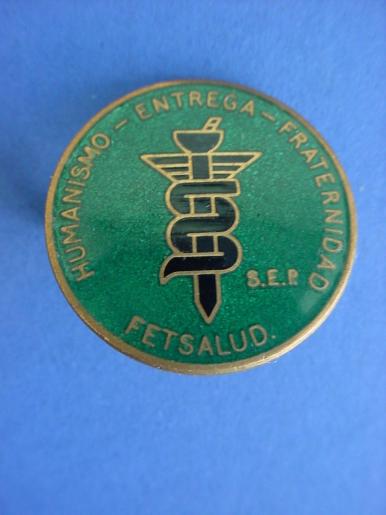 HUMANISMO - ENTREGA - FRATERNIDAD
S.E.P.
FETSALUD.